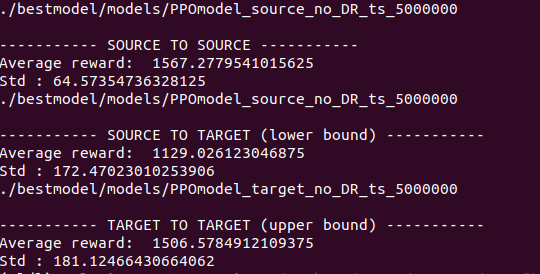 ./bestmodel/models/PPOmodel_source_no_DR_ts_5000000
----------- SOURCE TO SOURCE -----------
Average reward:  1567.2779541015625
Std : 64.57354736328125
./bestmodel/models/PPOmodel_source_no_DR_ts_5000000
----------- SOURCE TO TARGET (lower bound) -----------
Average reward:  1129.026123046875
Std : 172.47023010253906
./bestmodel/models/PPOmodel_target_no_DR_ts_5000000
----------- TARGET TO TARGET (upper bound) -----------
Average reward:  1506.5784912109375
Std : 181.12466430664062